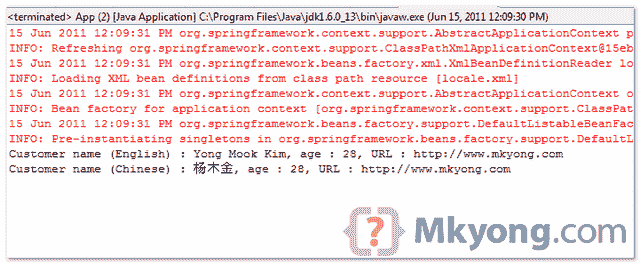 <terminated> App (2) [Java Application] C:\Program Files\Java\jdk1.6.0_13\bin\javaw.exe (Jun 15, 2011 12:09:30 PM)
15 Jun 2011 12:09:31 PM org.springframework.context.support.AbstractApplicationContext p
INFO: Refreshing org.springframework.context.support.ClassPathXmlApplicationContext@15eb
15 Jun 2011 12:09:31 PM org.springframework.beans.factory.xml.XmlBeanDefinitionReader lo
INFO: Loading XML bean definitions from class path resource [locale.xml]
15 Jun 2011 12:09:31 PM org.springframework.context.support.AbstractApplicationContext o
INFO: Bean factory for application context [org.springframework.context.support.ClassPat
15 Jun 2011 12:09:31 PM org.springframework.beans.factory.support.DefaultListableBeanFac
INFO: Pre-instantiating singletons in org.springframework.beans.factory.support.DefaultL
Customer name (English) : Yong Mook Kim, age : 28, URL : http://www.mkyong.com
Customer name (Chinese) : 杨木金, age : 28, URL : http://www.mkyong.com
{?} Mkyong.com